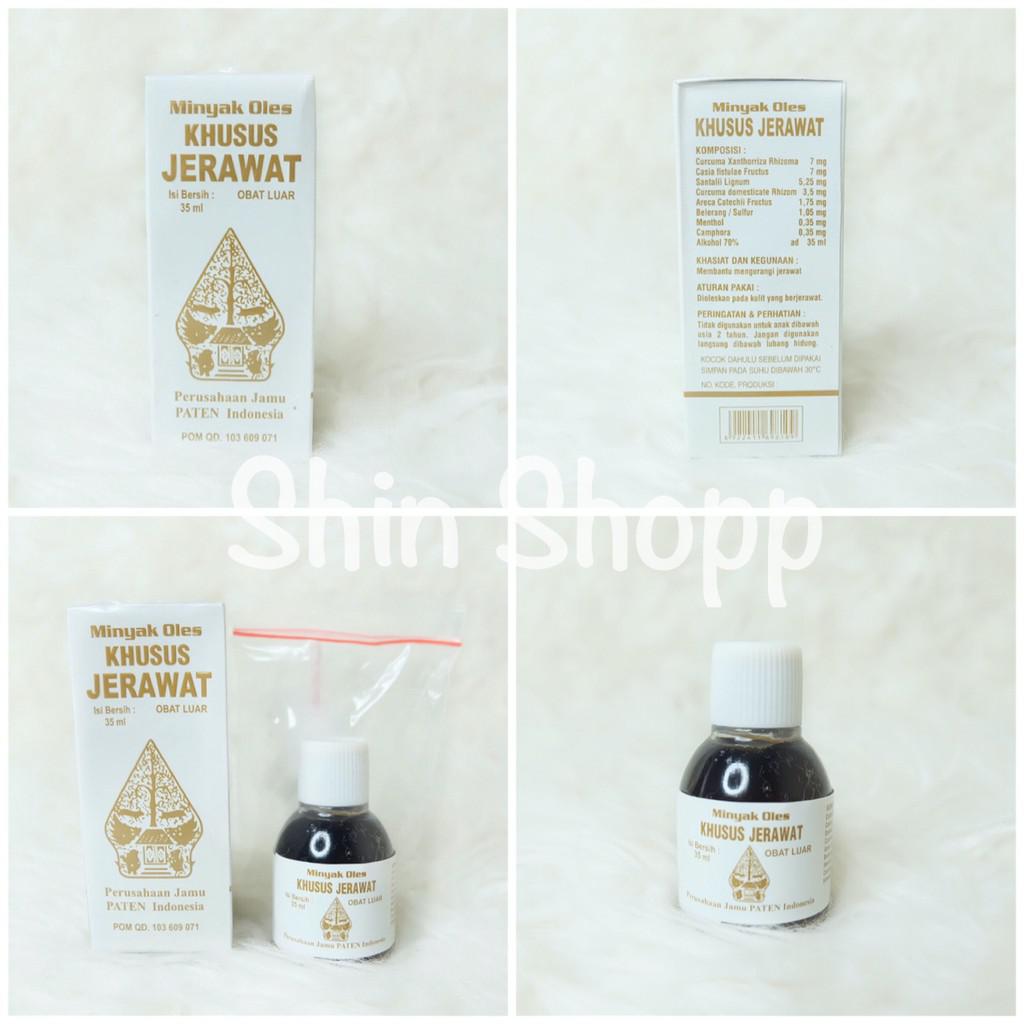 Minyak Oles
KHUSUS
JERAWAT
Isi Bersih : OBAT LUAR
35 ml
Perusahaan Jamu
PATEN Indonesia
POM QD. 103 609 071
Minyak Oles
KHUSUS JERAWAT
KOMPOSISI :
Curcuma Xanthorriza Rhizoma 7 mg
Casia fistulae Fructus 7 mg
Santalii Lignum 5,25 mg
Curcuma domesticate Rhizom 3,5 mg
Areca Catechii Fructus 1,75 mg
Belerang / Sulfur 1,05 mg
Menthol 0,35 mg
Camphora 0,35 mg
Alkohol 70% ad 35 ml
KHASIAT DAN KEGUNAAN :
Membantu mengurangi jerawat
ATURAN PAKAI :
Dioleskan pada kulit yang berjerawat.
PERINGATAN & PERHATIAN :
Tidak digunakan untuk anak dibawah
usia 2 tahun. Jangan digunakan
langsung dibawah lubang hidung.
KOCOK DAHULU SEBELUM DIPAKAI
SIMPAN PADA SUHU DIBAWAH 30°C
NO. KODE. PRODUKSI :
Shin Shopp
Minyak Oles
KHUSUS
JERAWAT
Isi Bersih : OBAT LUAR
35 ml
Perusahaan Jamu
PATEN Indonesia
POM QD. 103 609 071
Minyak Oles
KHUSUS JERAWAT
Isi Bersih OBAT LUAR
35 ml
Perusahaan Jamu PATEN Indonesia
Minyak Oles
KHUSUS JERAWAT
Isi Bersih : OBAT LUAR
35 ml
Perusahaan Jamu PATEN Indonesia